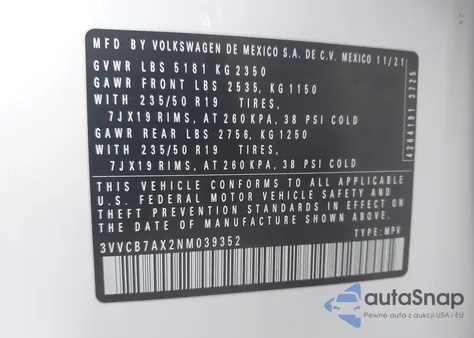 MFD BY VOLKSWAGEN DE MEXICO S.A. DE C.V. MEXICO 11/21
GVWR LBS 5181 KG 2350
GAWR FRONT LBS 2535, KG 1150
WITH 235/50 R19 TIRES,
7JX19 RIMS, AT 260KPA, 38 PSI COLD
GAWR REAR LBS 2756, KG 1250
WITH 235/50 R19 TIRES,
7JX19 RIMS, AT 260KPA, 38 PSI COLD
THIS VEHICLE CONFORMS TO ALL APPLICABLE
U.S. FEDERAL MOTOR VEHICLE SAFETY AND
THEFT PREVENTION STANDARDS IN EFFECT ON
THE DATE OF MANUFACTURE SHOWN ABOVE.
3VVCB7AX2NM039352
TYPE: MPV
4264191 3725
autoSnap
Pewne auta z aukcji USA i EU